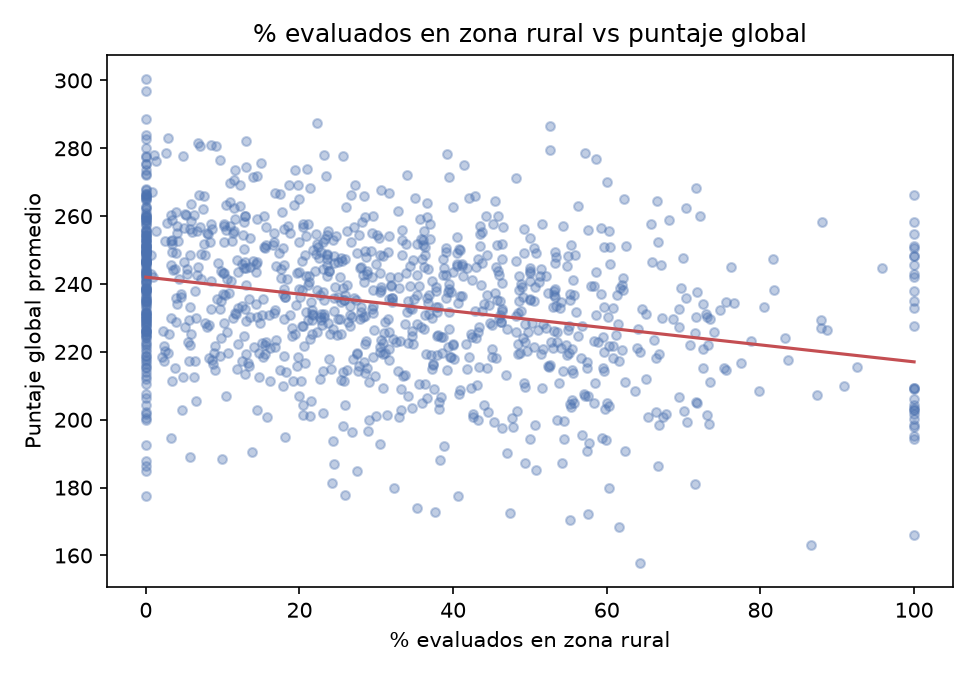 % evaluados en zona rural vs puntaje global
Puntaje global promedio
300
280
260
240
220
200
180
160
0 20 40 60 80 100
% evaluados en zona rural